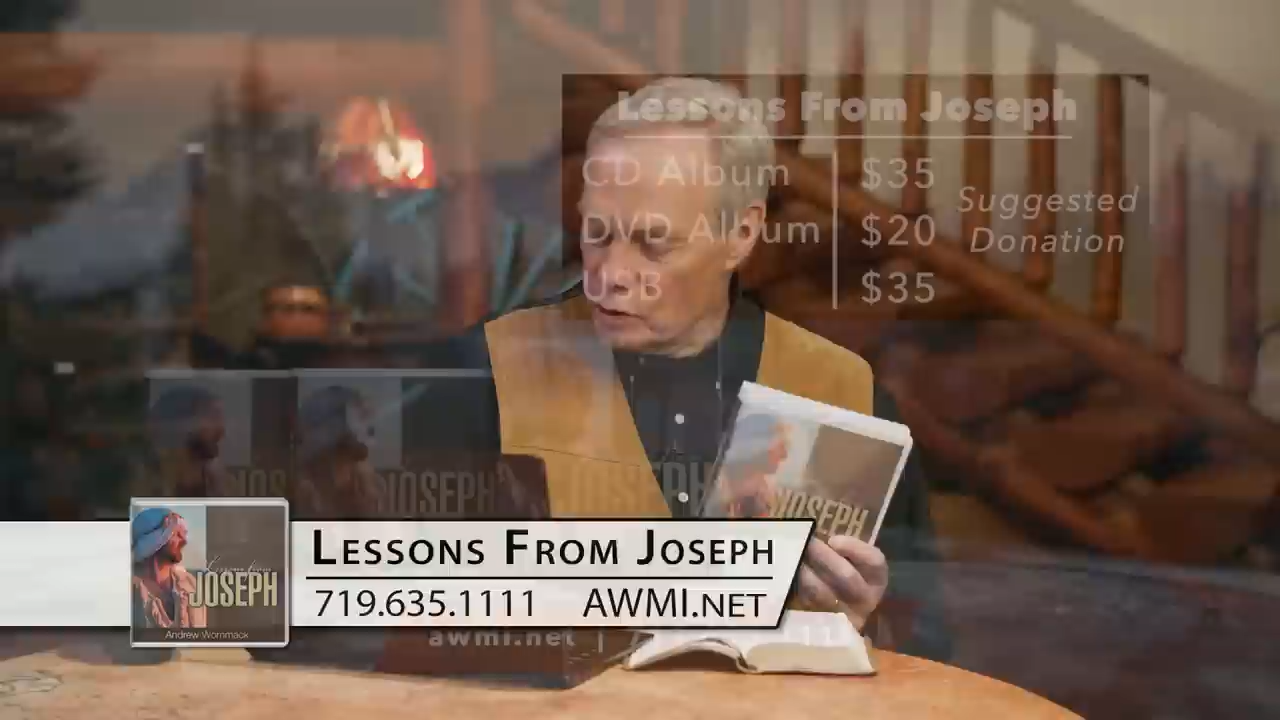 Lessons From Joseph
CD Album $35
DVD Album $20
USB $35
Suggested
Donation
JOSEPH
JOSEPH
JOSEPH
Lessons from
JOSEPH
Andrew Wommack
LESSONS FROM JOSEPH
719.635.1111 AWMI.NET
awmi.net |